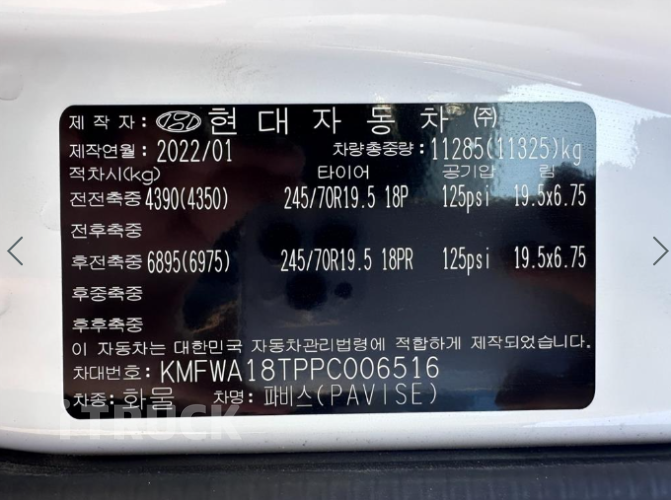 제 작 자: 현 대 자 동 차 ㈜
제작연월: 2022/01 차량총중량: 11285(11325)kg
적차시(kg) 타이어 공기압 림
전전축중 4390(4350) 245/70R19.5 18P 125psi 19.5x6.75
전후축중
후전축중 6895(6975) 245/70R19.5 18PR 125psi 19.5x6.75
후중축중
후후축중
이 자동차는 대한민국 자동차관리법령에 적합하게 제작되었습니다.
차대번호: KMFWA18TPPC006516
차종: 화물 차명: 파비스(PAVISE)
iTRUCK